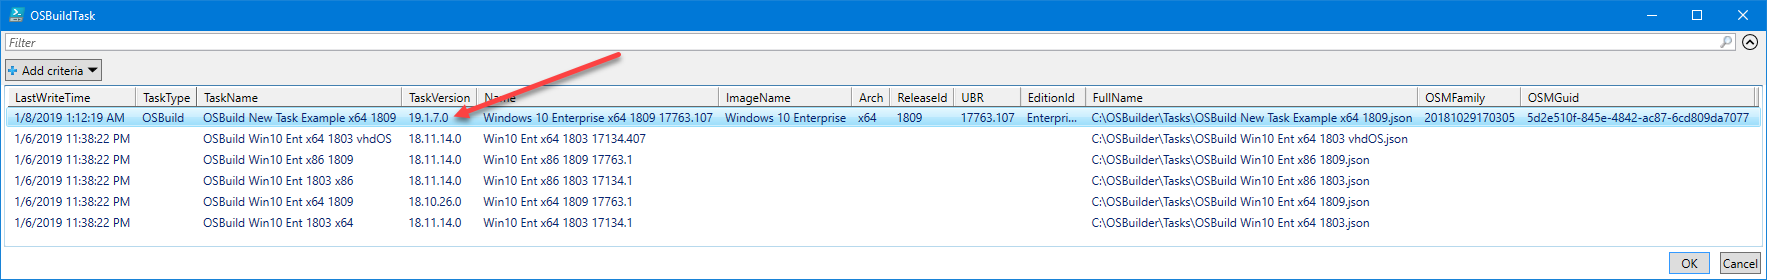 OSBuildTask
Filter
Add criteria
LastWriteTime TaskType TaskName TaskVersion Name ImageName Arch ReleaseId UBR EditionId FullName OSMFamily OSMGuid
1/8/2019 1:12:19 AM OSBuild OSBuild New Task Example x64 1809 19.1.7.0 Windows 10 Enterprise x64 1809 17763.107 Windows 10 Enterprise x64 1809 17763.107 Enterpri... C:\OSBuilder\Tasks\OSBuild New Task Example x64 1809.json 20181029170305 5d2e510f-845e-4842-ac87-6cd809da7077
1/6/2019 11:38:22 PM OSBuild Win10 Ent x64 1803 vhdOS 18.11.14.0 Win10 Ent x64 1803 17134.407 C:\OSBuilder\Tasks\OSBuild Win10 Ent x64 1803 vhdOS.json
1/6/2019 11:38:22 PM OSBuild Win10 Ent x86 1809 18.11.14.0 Win10 Ent x86 1809 17763.1 C:\OSBuilder\Tasks\OSBuild Win10 Ent x86 1809.json
1/6/2019 11:38:22 PM OSBuild Win10 Ent 1803 x86 18.11.14.0 Win10 Ent x86 1803 17134.1 C:\OSBuilder\Tasks\OSBuild Win10 Ent x86 1803.json
1/6/2019 11:38:22 PM OSBuild Win10 Ent x64 1809 18.10.26.0 Win10 Ent x64 1809 17763.1 C:\OSBuilder\Tasks\OSBuild Win10 Ent x64 1809.json
1/6/2019 11:38:22 PM OSBuild Win10 Ent 1803 x64 18.11.14.0 Win10 Ent x64 1803 17134.1 C:\OSBuilder\Tasks\OSBuild Win10 Ent x64 1803.json
OK Cancel